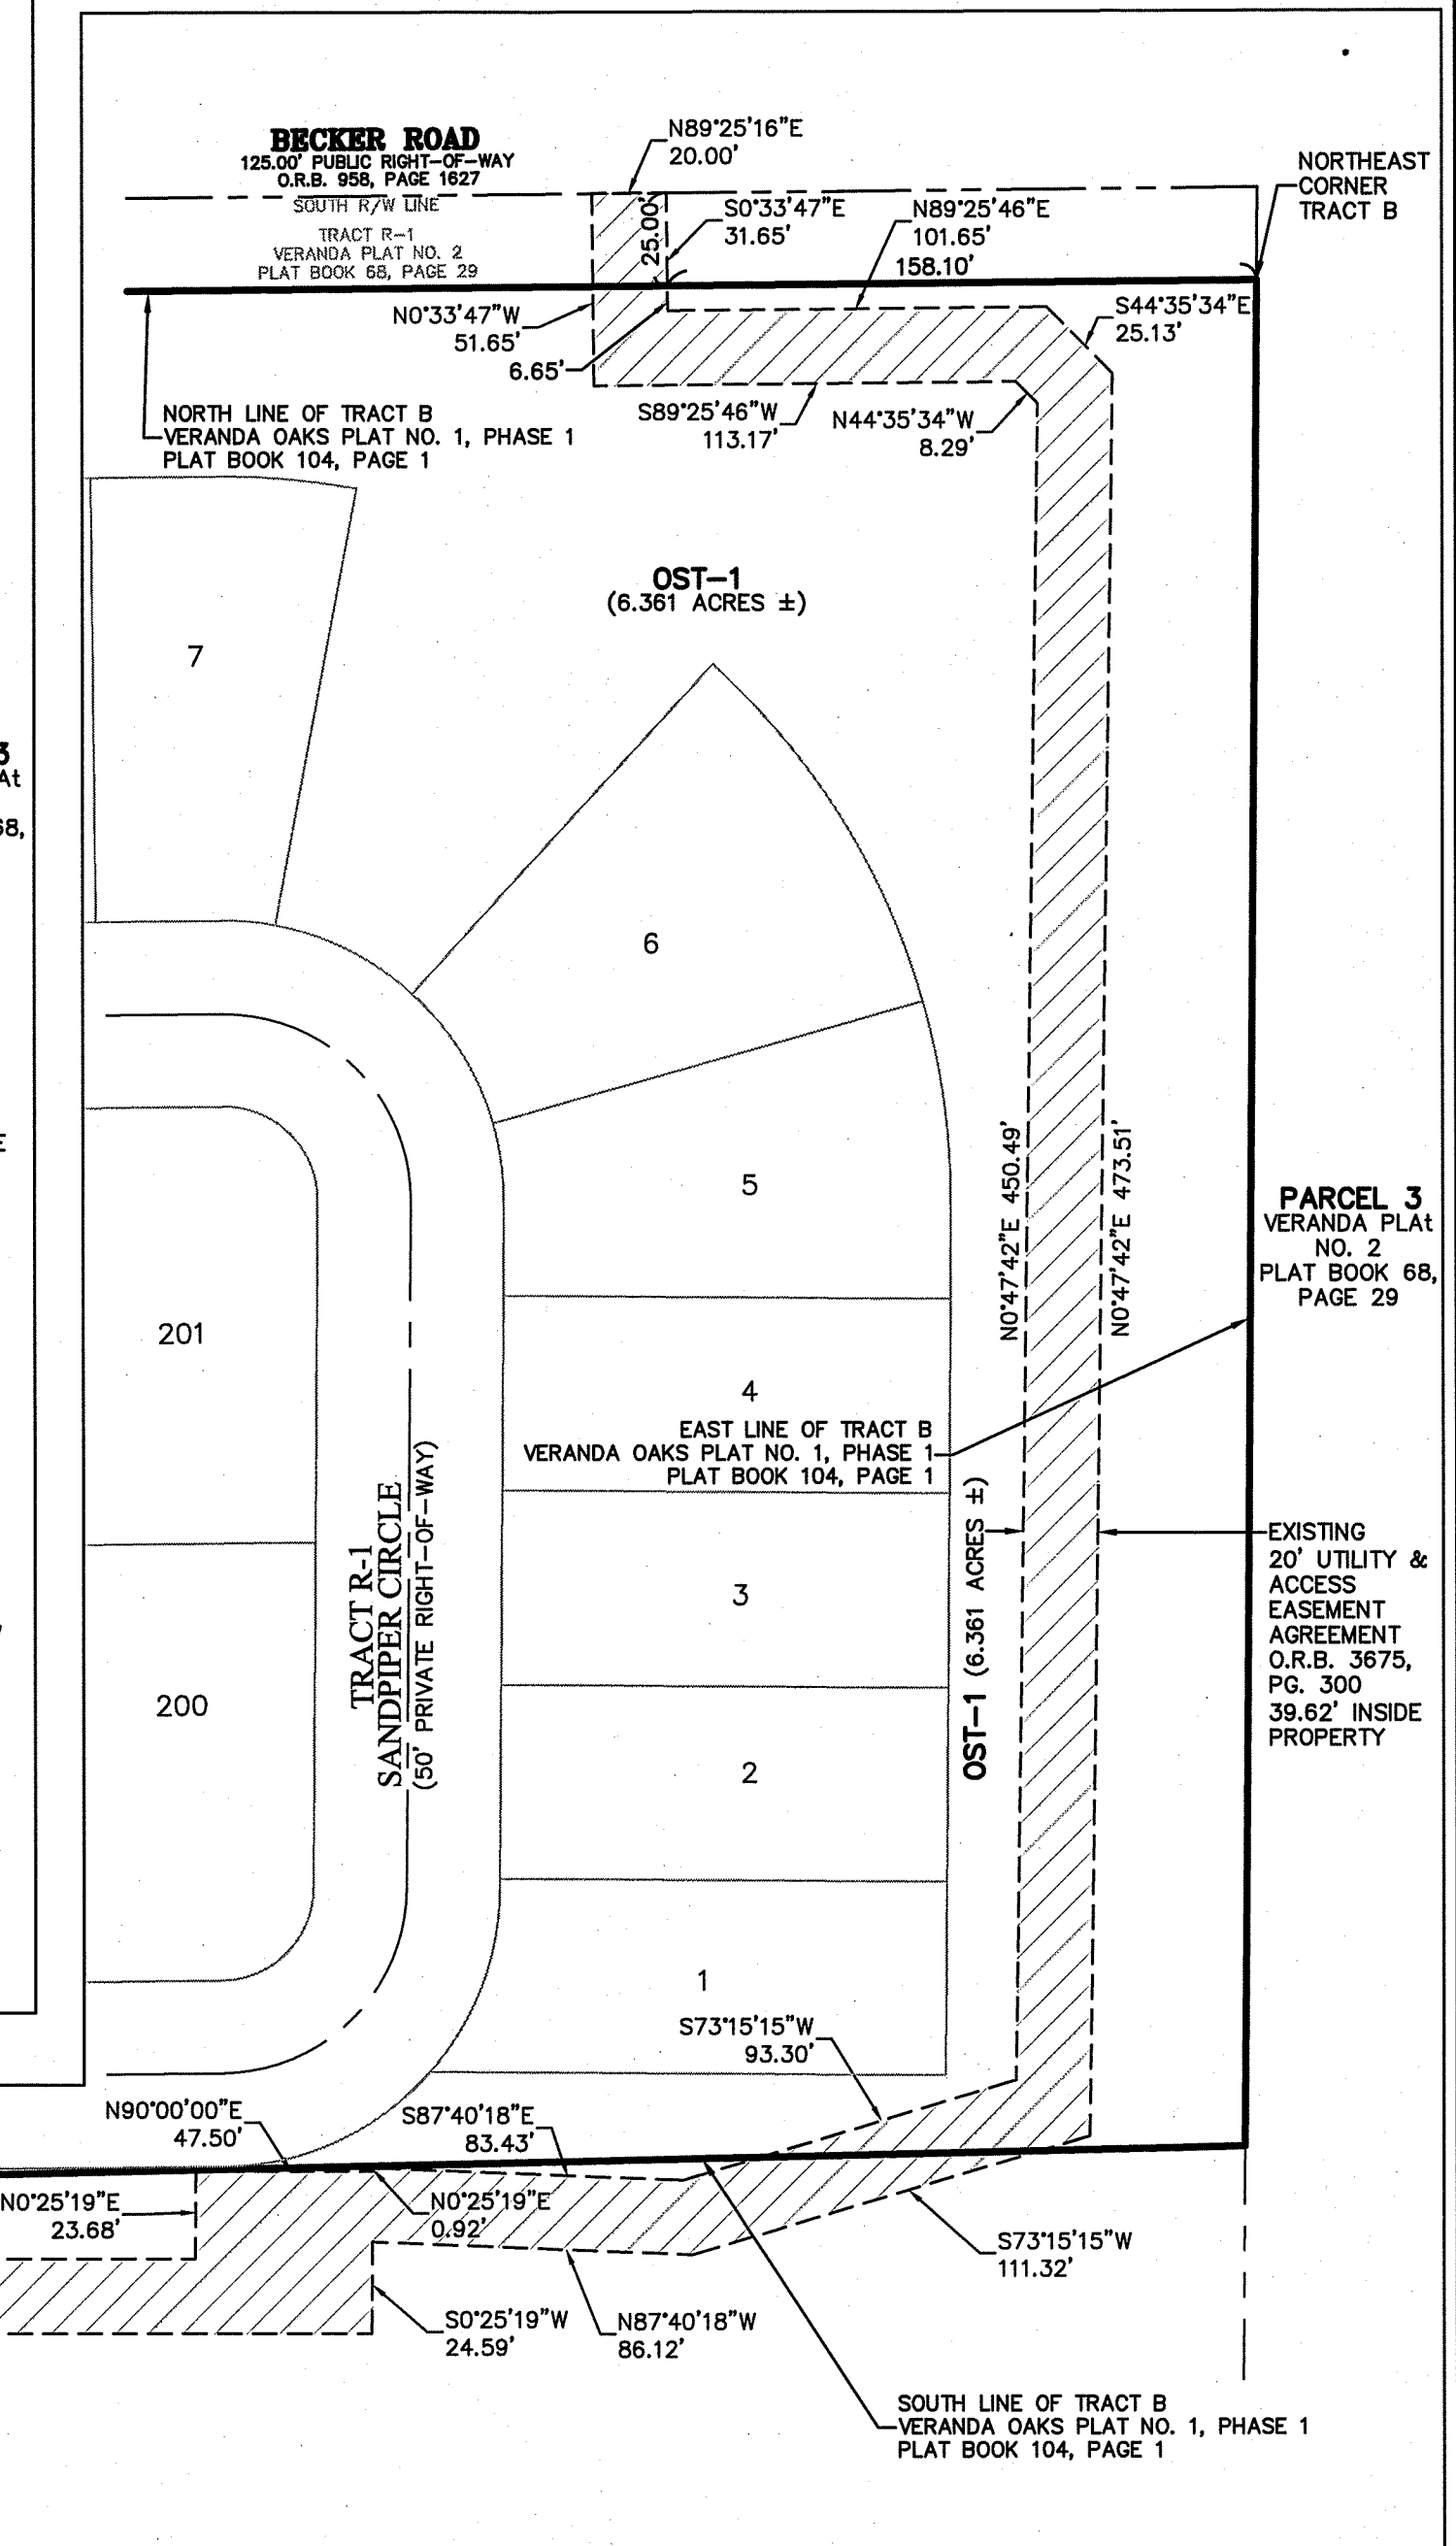 BECKER ROAD
125.00' PUBLIC RIGHT-OF-WAY
O.R.B. 958, PAGE 1627
SOUTH R/W LINE
TRACT R-1
VERANDA PLAT NO. 2
PLAT BOOK 68, PAGE 29
N89°25'16"E
20.00'
25.00'
S0°33'47"E
31.65'
N89°25'46"E
101.65'
158.10'
NORTHEAST
CORNER
TRACT B
N0°33'47"W
51.65'
6.65'
S44°35'34"E
25.13'
NORTH LINE OF TRACT B
VERANDA OAKS PLAT NO. 1, PHASE 1
PLAT BOOK 104, PAGE 1
S89°25'46"W
113.17'
N44°35'34"W
8.29'
OST-1
(6.361 ACRES ±)
7
3
At
68,
6
E
5
N0°47'42"E 450.49'
N0°47'42"E 473.51'
PARCEL 3
VERANDA PLAt
NO. 2
PLAT BOOK 68,
PAGE 29
201
4
EAST LINE OF TRACT B
VERANDA OAKS PLAT NO. 1, PHASE 1
PLAT BOOK 104, PAGE 1
TRACT R-1
SANDPIPER CIRCLE
(50' PRIVATE RIGHT-OF-WAY)
OST-1 (6.361 ACRES ±)
EXISTING
20' UTILITY &
ACCESS
EASEMENT
AGREEMENT
O.R.B. 3675,
PG. 300
39.62' INSIDE
PROPERTY
3
200
2
1
S73°15'15"W
93.30'
N90°00'00"E
47.50'
S87°40'18"E
83.43'
N0°25'19"E
23.68'
N0°25'19"E
0.92'
S73°15'15"W
111.32'
S0°25'19"W
24.59'
N87°40'18"W
86.12'
SOUTH LINE OF TRACT B
VERANDA OAKS PLAT NO. 1, PHASE 1
PLAT BOOK 104, PAGE 1